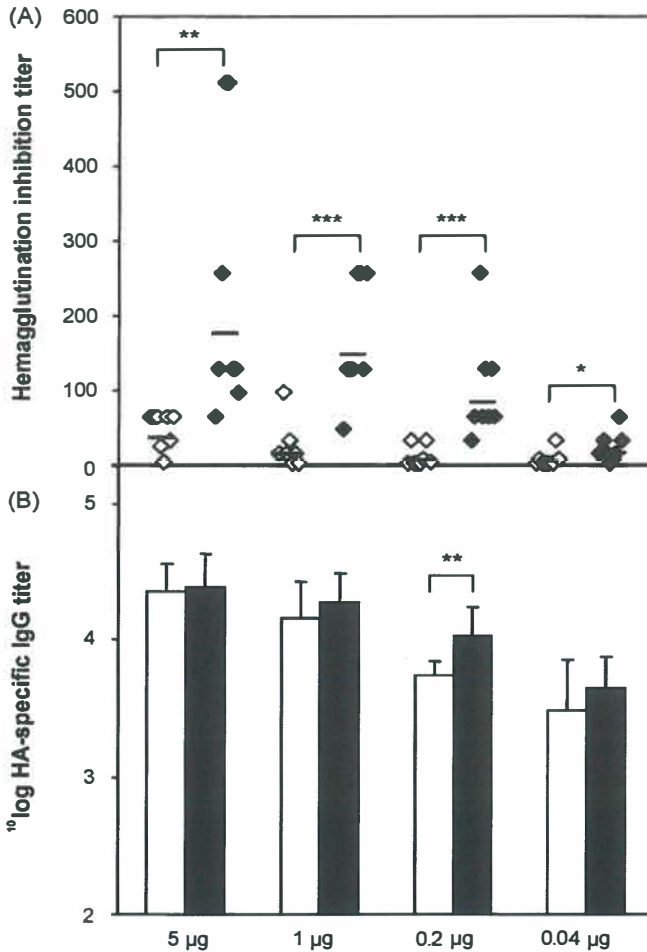 (A)
Hemagglutination inhibition titer
600
500
400
300
200
100
0
**
***
***
*
(B)
¹⁰log HA-specific IgG titer
5
4
3
2
**
5 µg
1 µg
0.2 µg
0.04 µg